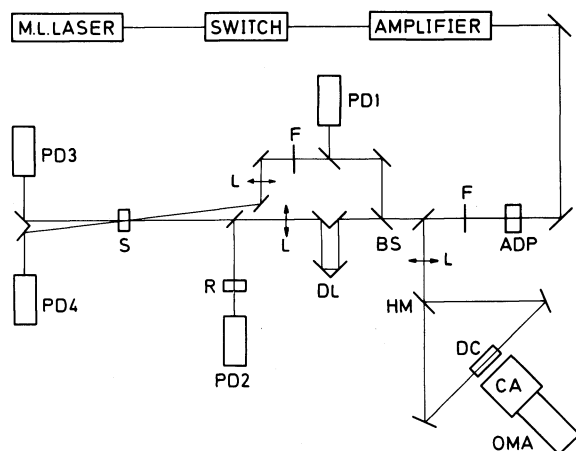 M.L.LASER
SWITCH
AMPLIFIER
PD1
PD3
F
L
F
S
L
BS
ADP
L
R
DL
HM
PD4
PD2
DC
CA
OMA